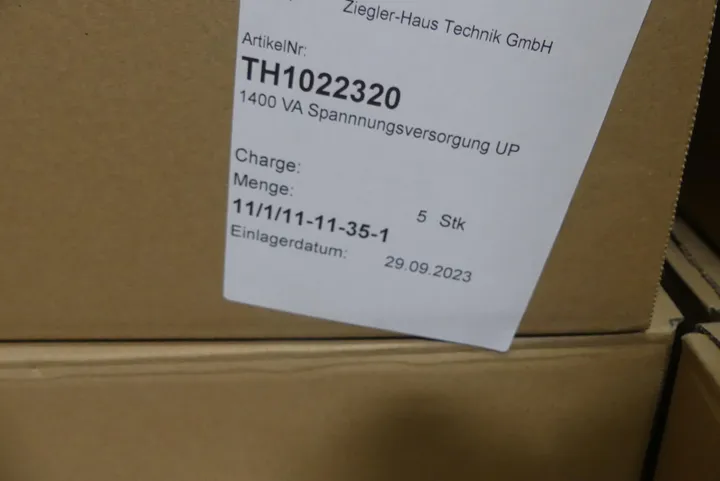 Ziegler-Haus Technik GmbH
ArtikelNr:
TH1022320
1400 VA Spannnungsversorgung UP
Charge:
Menge: 5 Stk
11/1/11-11-35-1
Einlagerdatum: 29.09.2023